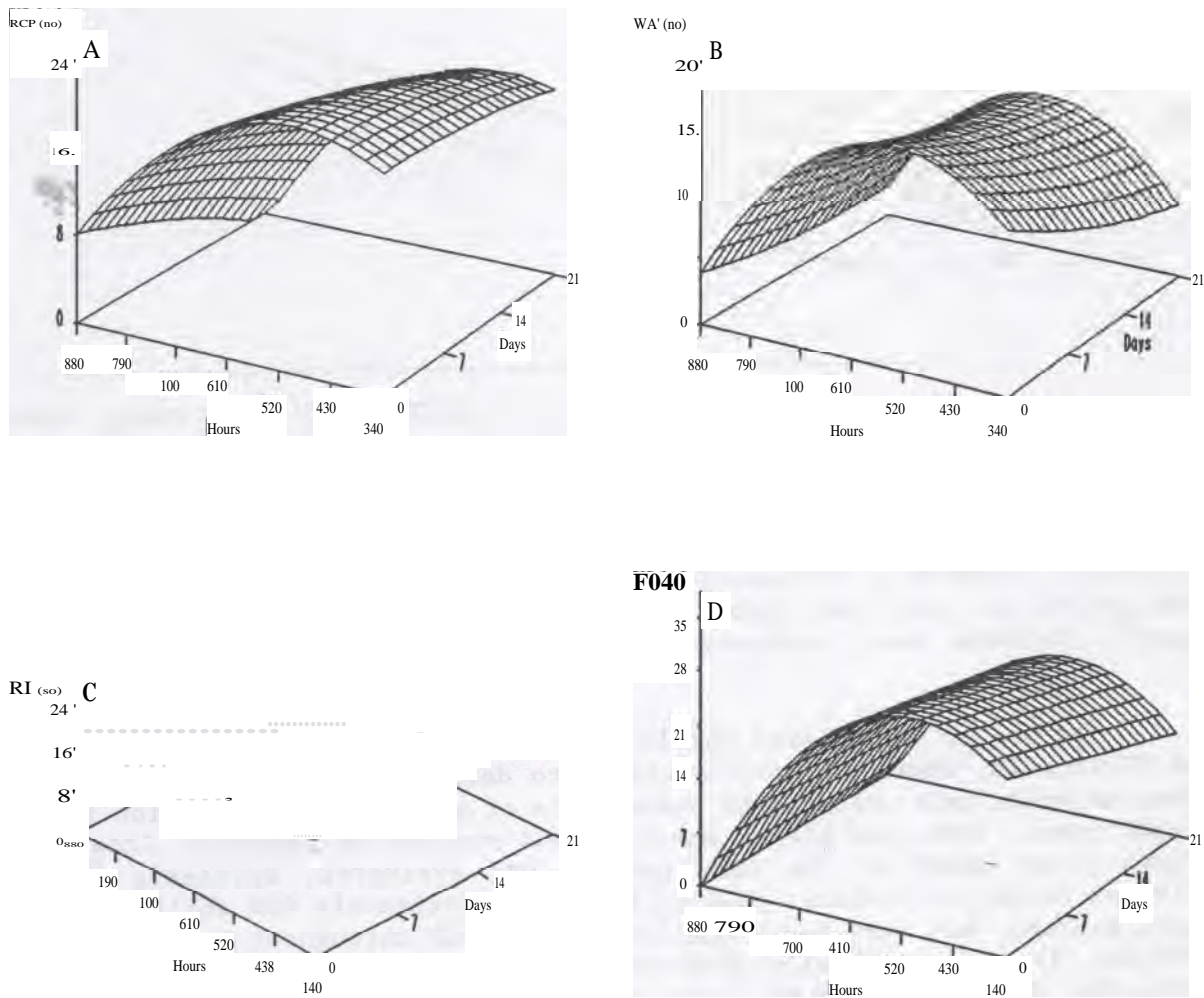 RCP (no)
A
24 '
16.
8
0
880 790 100 610 520 430 340
Hours
0 7 14 21
Days
WA' (no)
B
20'
15.
10
0
880 790 100 610 520 430 340
Hours
0 7 14 21
Days
RI (so) C
24 '
16'
8'
0 880
190 100 610 520 438 140
Hours
0 7 14 21
Days
F040
D
35
28
21
14
7
0
880 790 700 410 520 430 140
Hours
0 7 14 21
Days